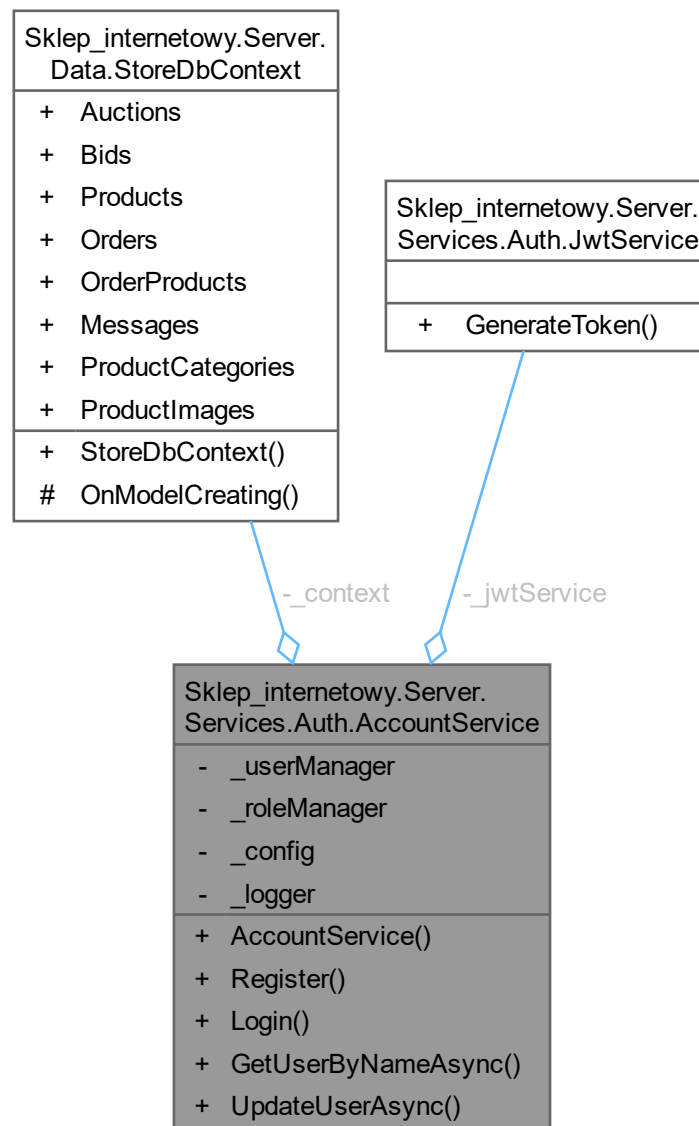 Sklep_internetowy.Server.
Data.StoreDbContext
+ Auctions
+ Bids
+ Products
+ Orders
+ OrderProducts
+ Messages
+ ProductCategories
+ ProductImages
+ StoreDbContext()
# OnModelCreating()
Sklep_internetowy.Server.
Services.Auth.JwtService
+ GenerateToken()
-_context
-_jwtService
Sklep_internetowy.Server.
Services.Auth.AccountService
- _userManager
- _roleManager
- _config
- _logger
+ AccountService()
+ Register()
+ Login()
+ GetUserByNameAsync()
+ UpdateUserAsync()